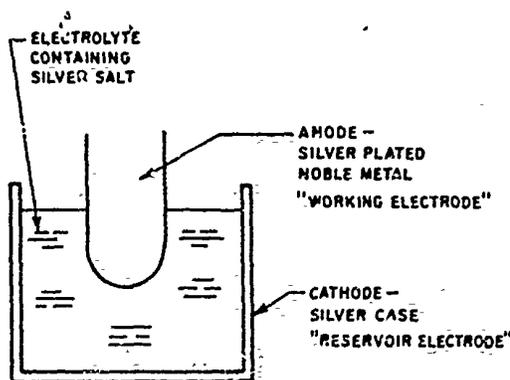 ELECTROLYTE
CONTAINING
SILVER SALT
ANODE –
SILVER PLATED
NOBLE METAL
"WORKING ELECTRODE"
CATHODE –
SILVER CASE
"RESERVOIR ELECTRODE"